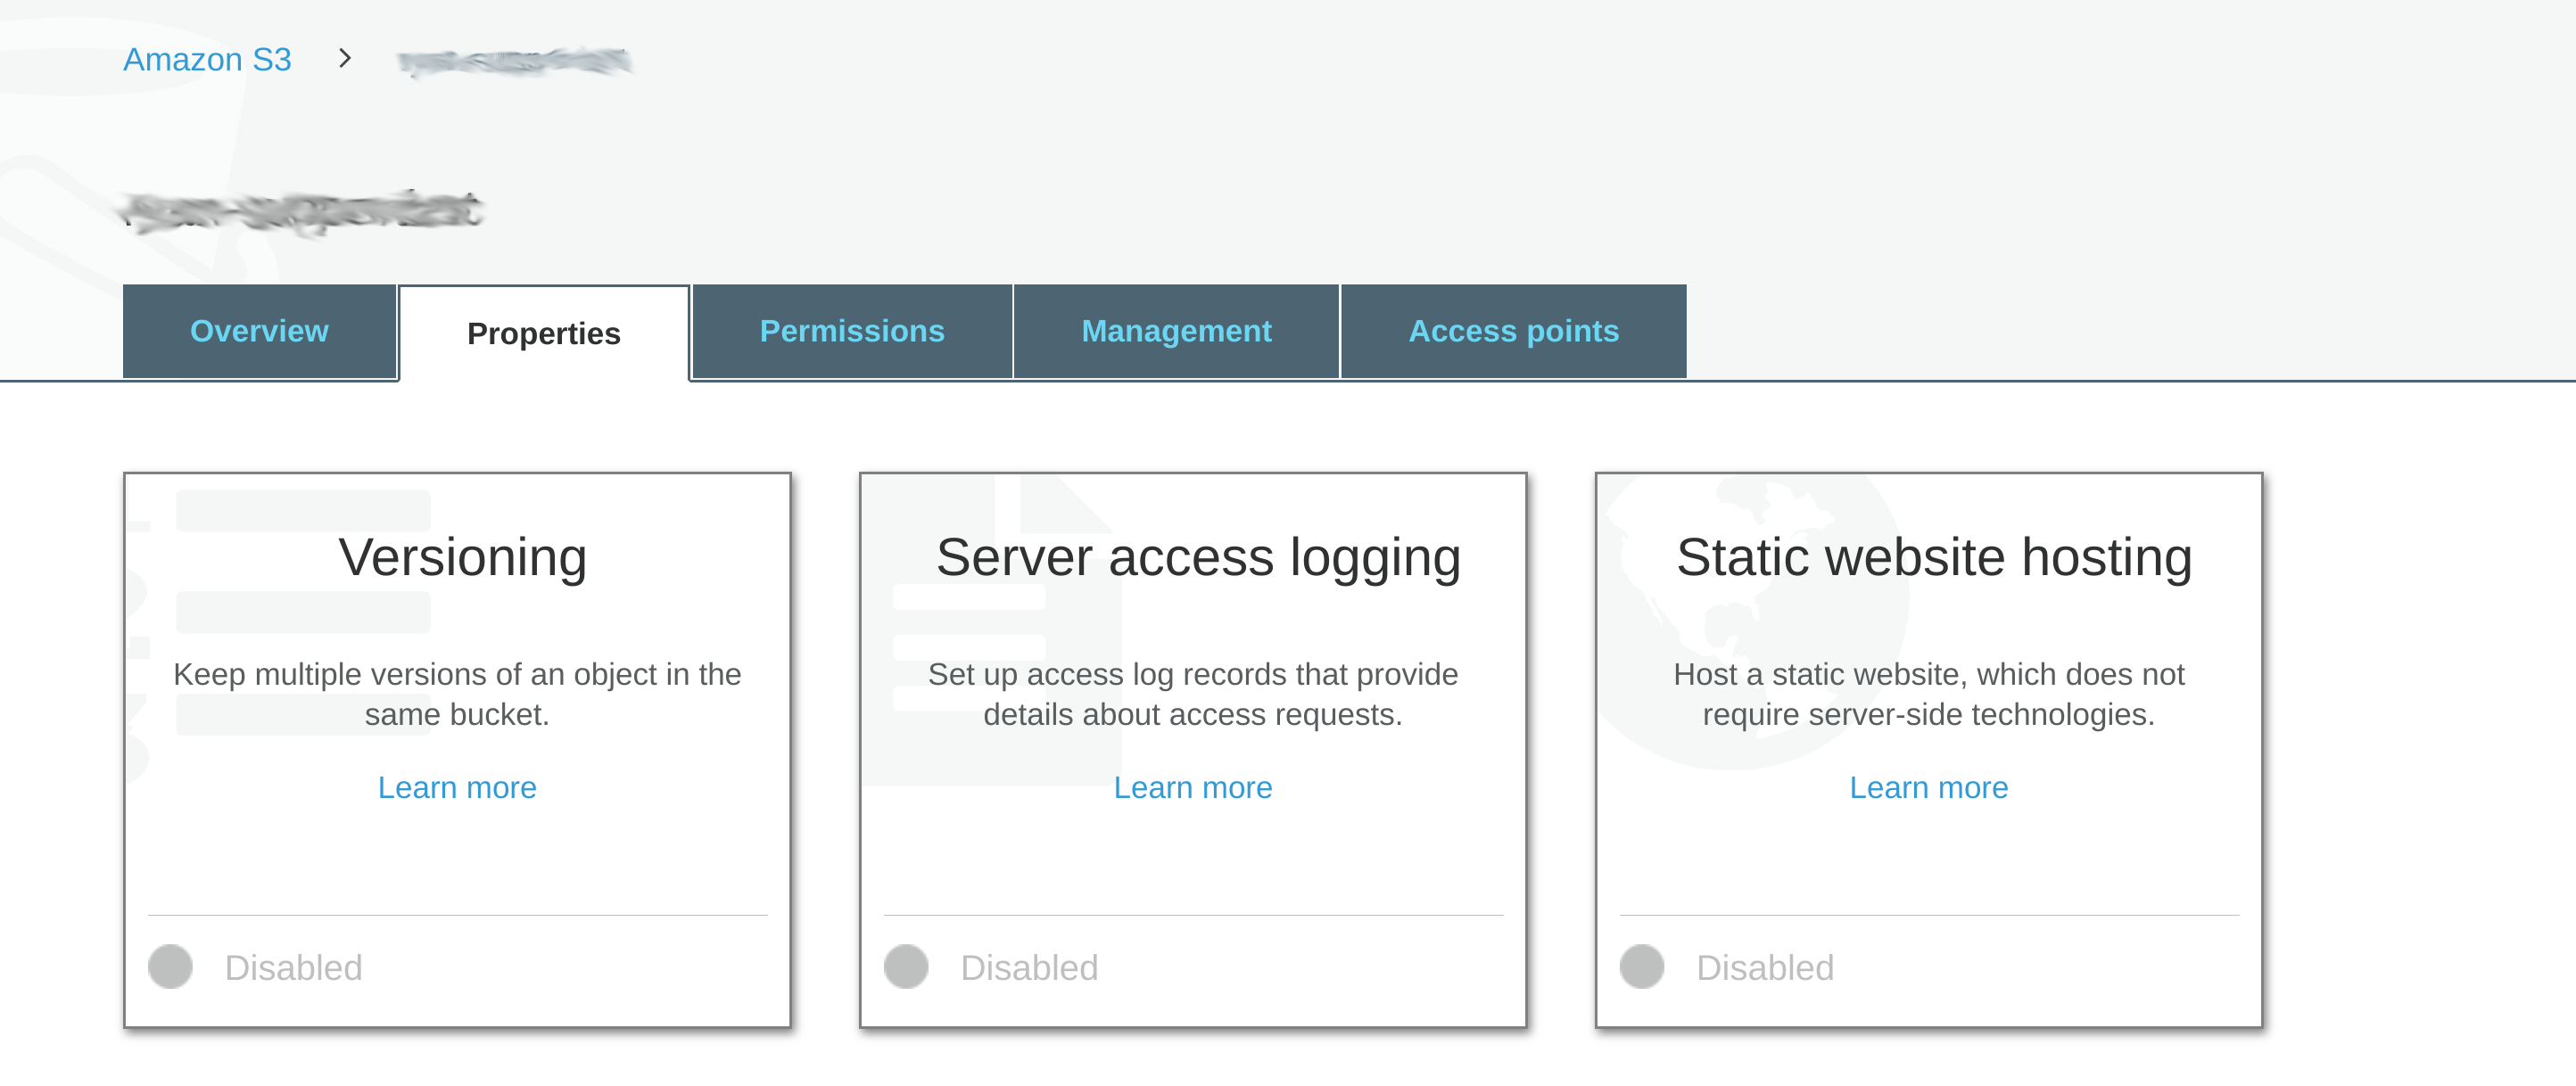 Amazon S3 >
Overview Properties Permissions Management Access points
Versioning
Keep multiple versions of an object in the
same bucket.
Learn more
Disabled
Server access logging
Set up access log records that provide
details about access requests.
Learn more
Disabled
Static website hosting
Host a static website, which does not
require server-side technologies.
Learn more
Disabled